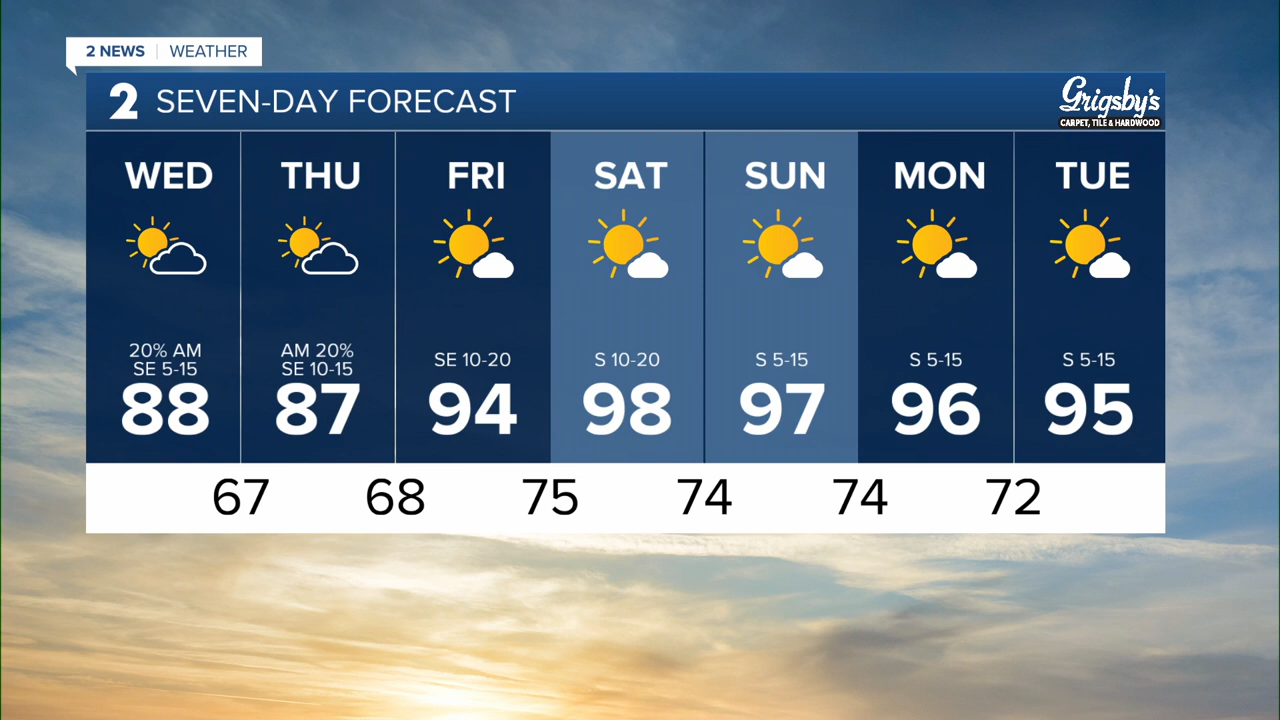 2 NEWS | WEATHER
2 SEVEN-DAY FORECAST
Grigsby's
CARPET, TILE & HARDWOOD
WED THU FRI SAT SUN MON TUE
20% AM AM 20%
SE 5-15 SE 10-15 SE 10-20 S 10-20 S 5-15 S 5-15 S 5-15
88 87 94 98 97 96 95
67 68 75 74 74 72